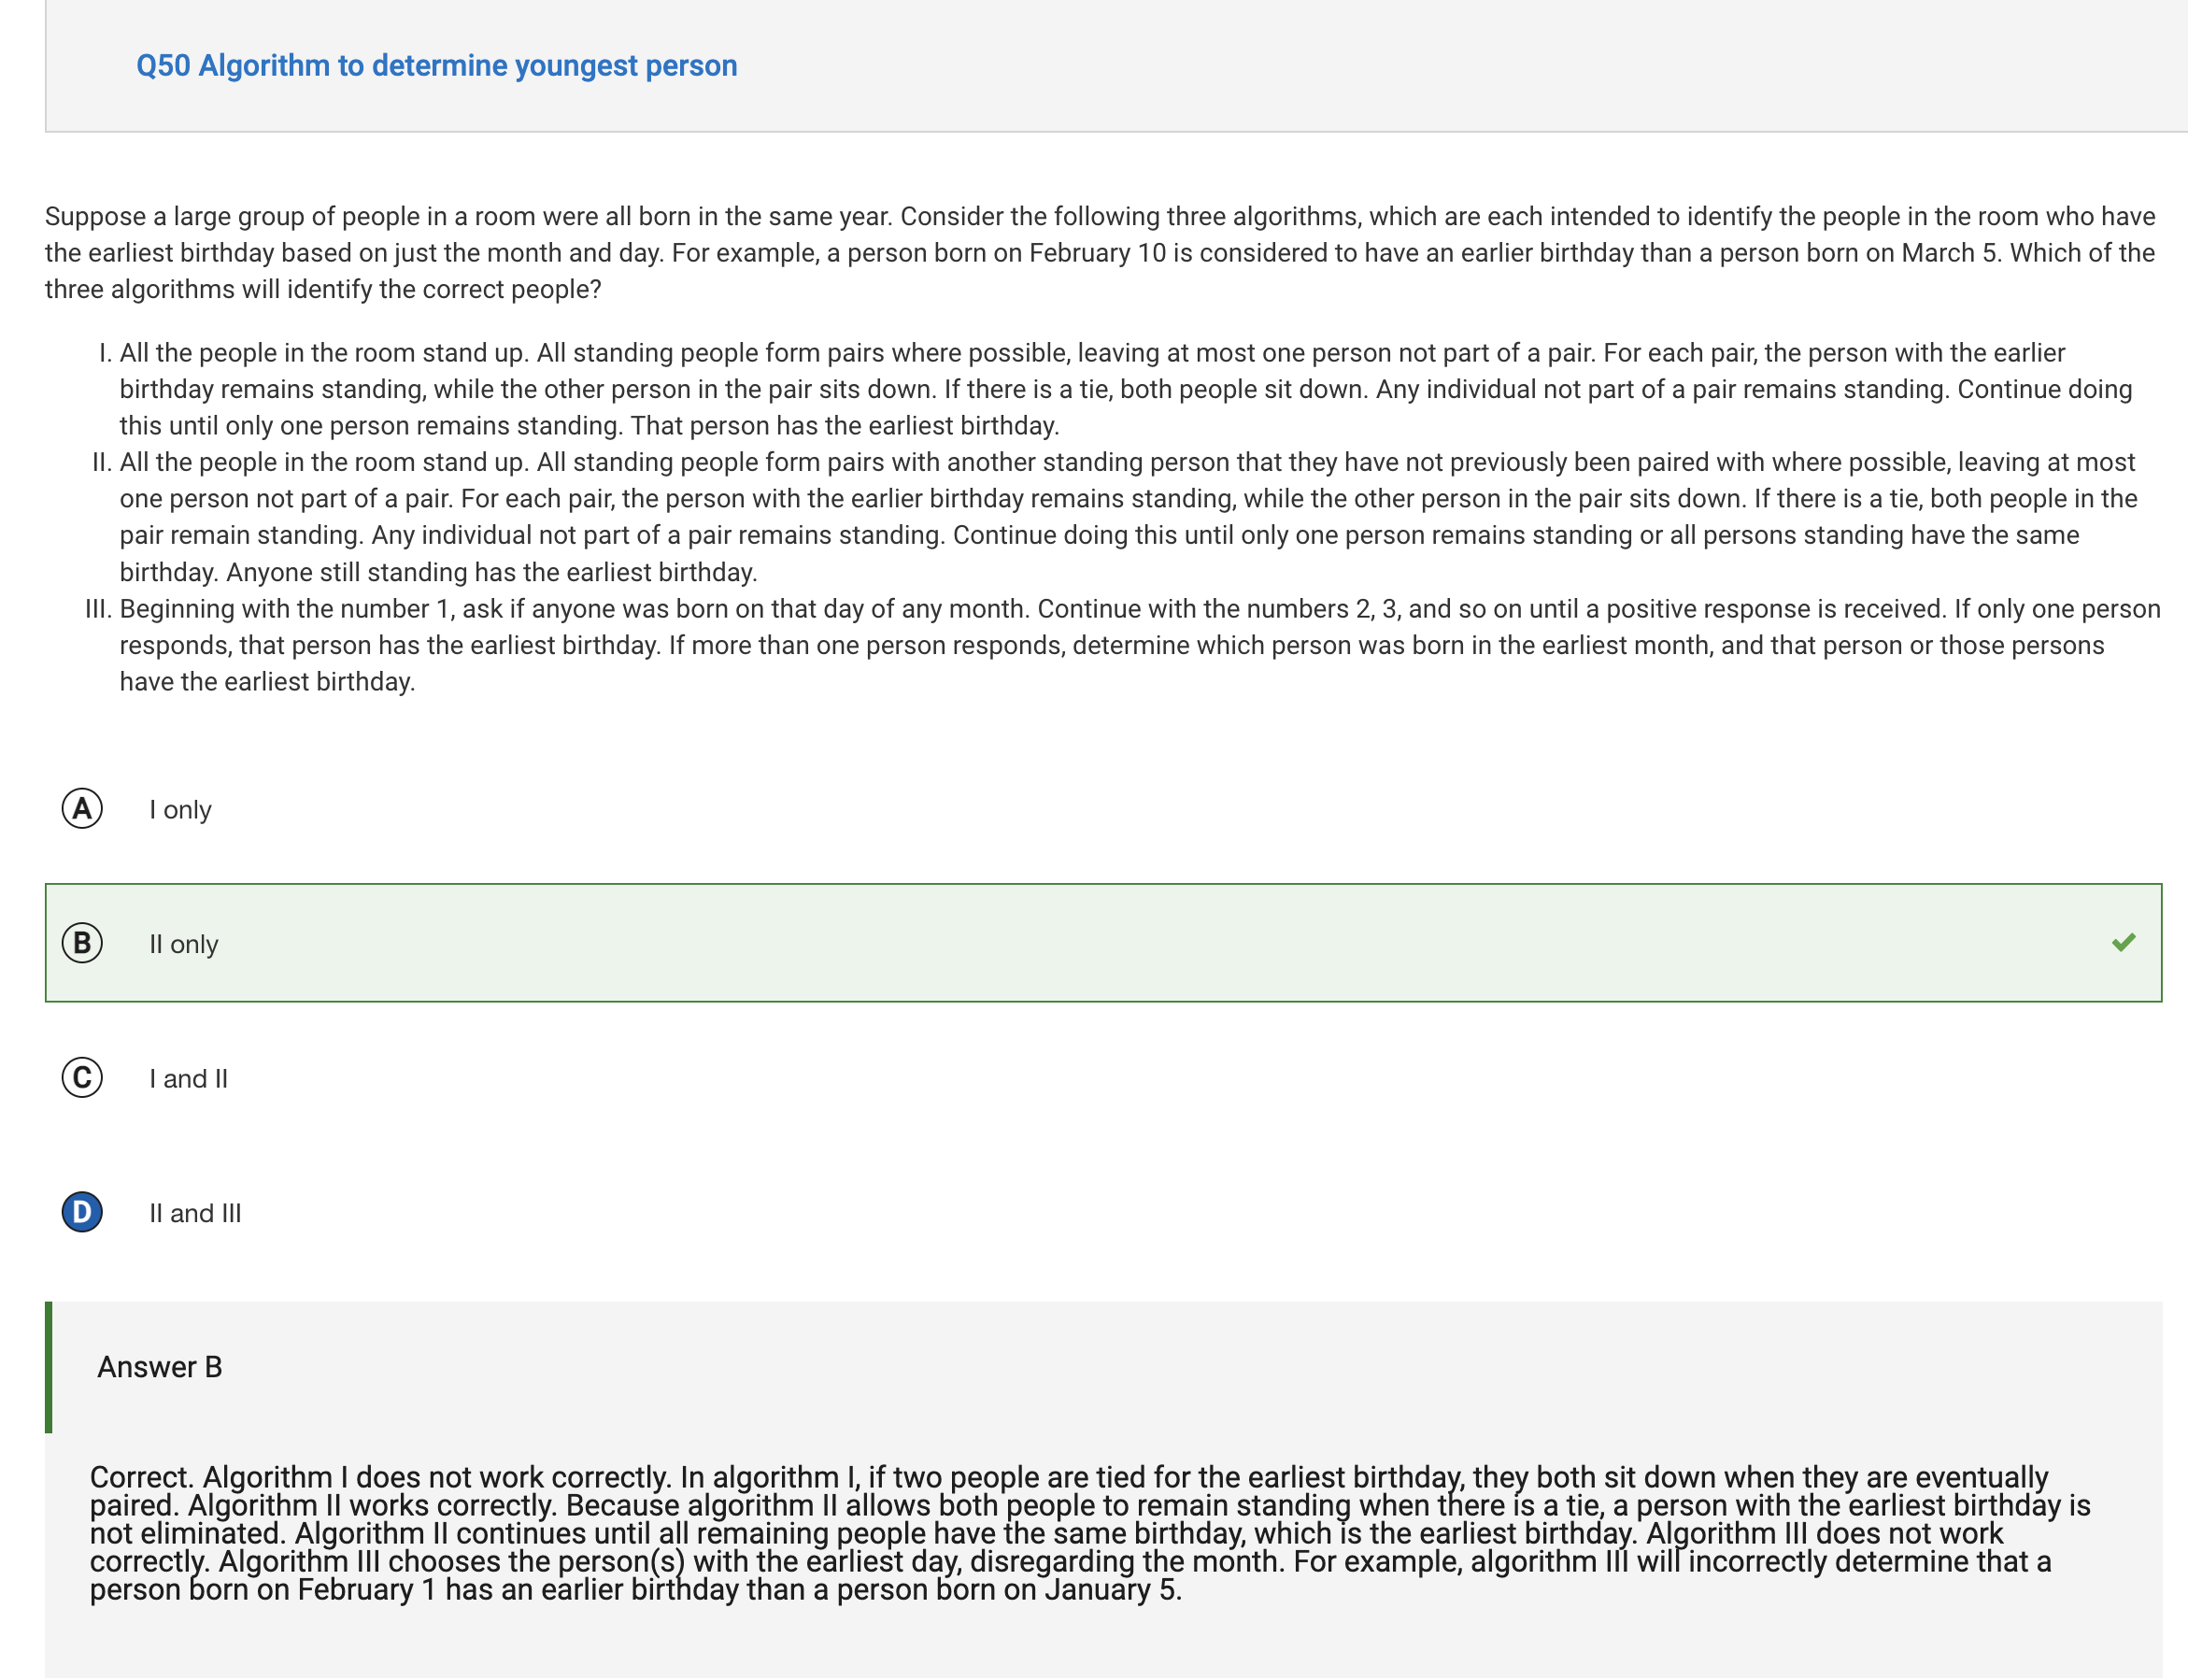 Q50 Algorithm to determine youngest person
Suppose a large group of people in a room were all born in the same year. Consider the following three algorithms, which are each intended to identify the people in the room who have
the earliest birthday based on just the month and day. For example, a person born on February 10 is considered to have an earlier birthday than a person born on March 5. Which of the
three algorithms will identify the correct people?
I. All the people in the room stand up. All standing people form pairs where possible, leaving at most one person not part of a pair. For each pair, the person with the earlier
birthday remains standing, while the other person in the pair sits down. If there is a tie, both people sit down. Any individual not part of a pair remains standing. Continue doing
this until only one person remains standing. That person has the earliest birthday.
II. All the people in the room stand up. All standing people form pairs with another standing person that they have not previously been paired with where possible, leaving at most
one person not part of a pair. For each pair, the person with the earlier birthday remains standing, while the other person in the pair sits down. If there is a tie, both people in the
pair remain standing. Any individual not part of a pair remains standing. Continue doing this until only one person remains standing or all persons standing have the same
birthday. Anyone still standing has the earliest birthday.
III. Beginning with the number 1, ask if anyone was born on that day of any month. Continue with the numbers 2, 3, and so on until a positive response is received. If only one person
responds, that person has the earliest birthday. If more than one person responds, determine which person was born in the earliest month, and that person or those persons
have the earliest birthday.
A I only
B II only
C I and II
D II and III
Answer B
Correct. Algorithm I does not work correctly. In algorithm I, if two people are tied for the earliest birthday, they both sit down when they are eventually
paired. Algorithm II works correctly. Because algorithm II allows both people to remain standing when there is a tie, a person with the earliest birthday is
not eliminated. Algorithm II continues until all remaining people have the same birthday, which is the earliest birthday. Algorithm III does not work
correctly. Algorithm III chooses the person(s) with the earliest day, disregarding the month. For example, algorithm III will incorrectly determine that a
person born on February 1 has an earlier birthday than a person born on January 5.